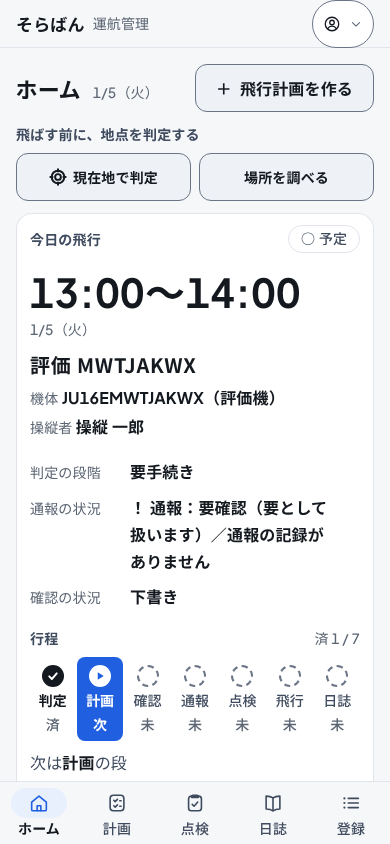 そらばん 運航管理
ホーム 1/5（火） ＋ 飛行計画を作る
飛ばす前に、地点を判定する
現在地で判定 場所を調べる
今日の飛行 予定
13:00〜14:00
1/5（火）
評価 MWTJAKWX
機体 JU16EMWTJAKWX（評価機）
操縦者 操縦 一郎
判定の段階 要手続き
通報の状況 ！ 通報：要確認（要として
扱います）／通報の記録が
ありません
確認の状況 下書き
行程 済 1 / 7
判定 計画 確認 通報 点検 飛行 日誌
済 次 未 未 未 未 未
次は計画の段
ホーム 計画 点検 日誌 登録